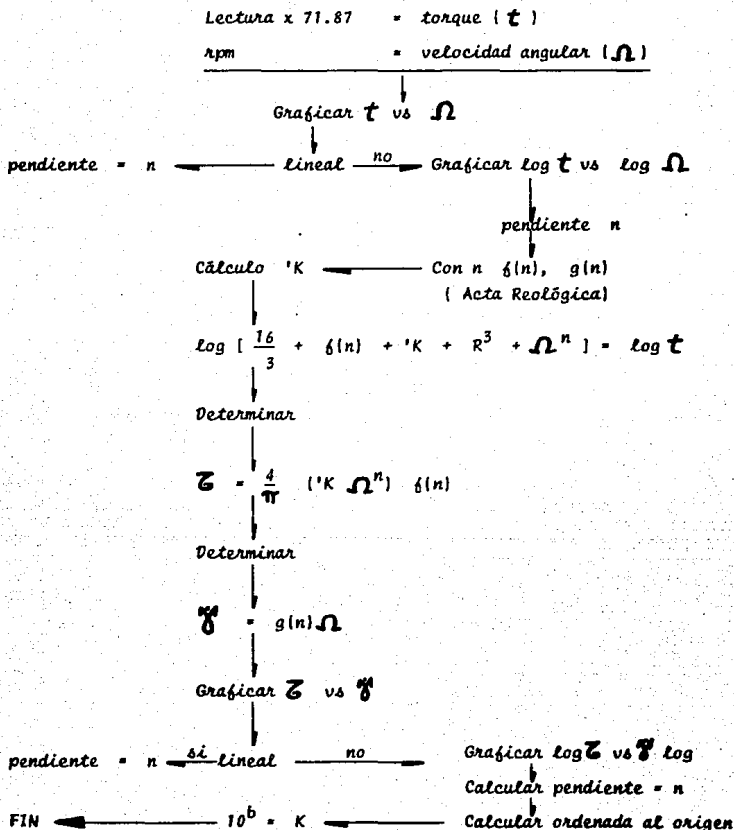 Lectura x 71.87 = torque ( t )
rpm = velocidad angular ( Ω )
Graficar t vs Ω
pendiente = n lineal no Graficar log t vs log Ω
pendiente n
Cálculo 'K Con n f(n), g(n)
( Acta Reológica)
log [ 16/3 + f(n) + 'K + R³ + Ωⁿ ] = log t
Determinar
τ = 4/π ('K Ωⁿ) f(n)
Determinar
γ̈ = g(n) Ω
Graficar τ vs γ̈
pendiente = n si lineal no Graficar log τ vs γ̈ log
Calcular pendiente = n
FIN 10ᵇ = K Calcular ordenada al origen